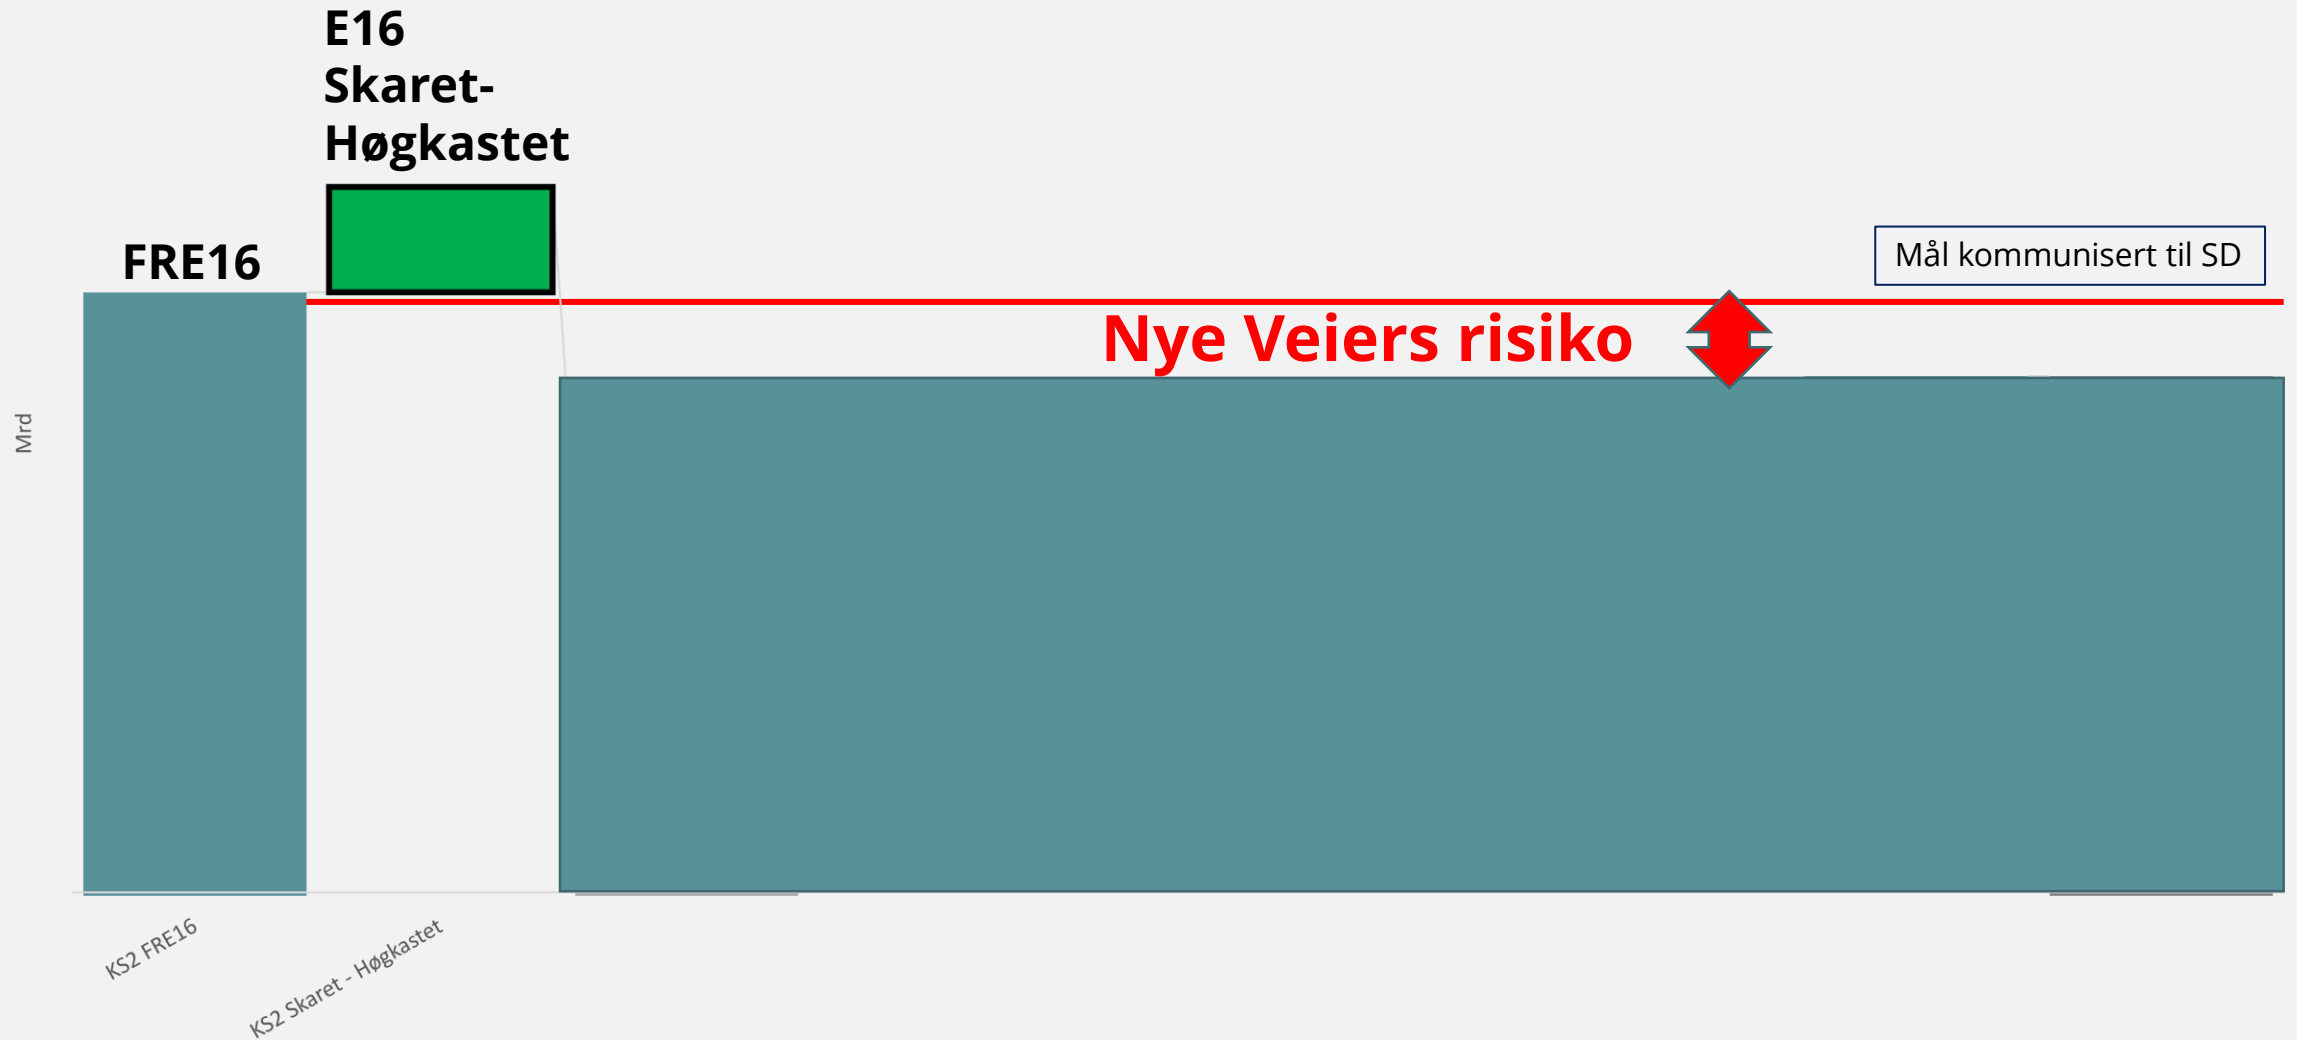 E16
Skaret-
Høgkastet
FRE16
Mål kommunisert til SD
Nye Veiers risiko
Mrd
KS2 FRE16
KS2 Skaret - Høgkastet